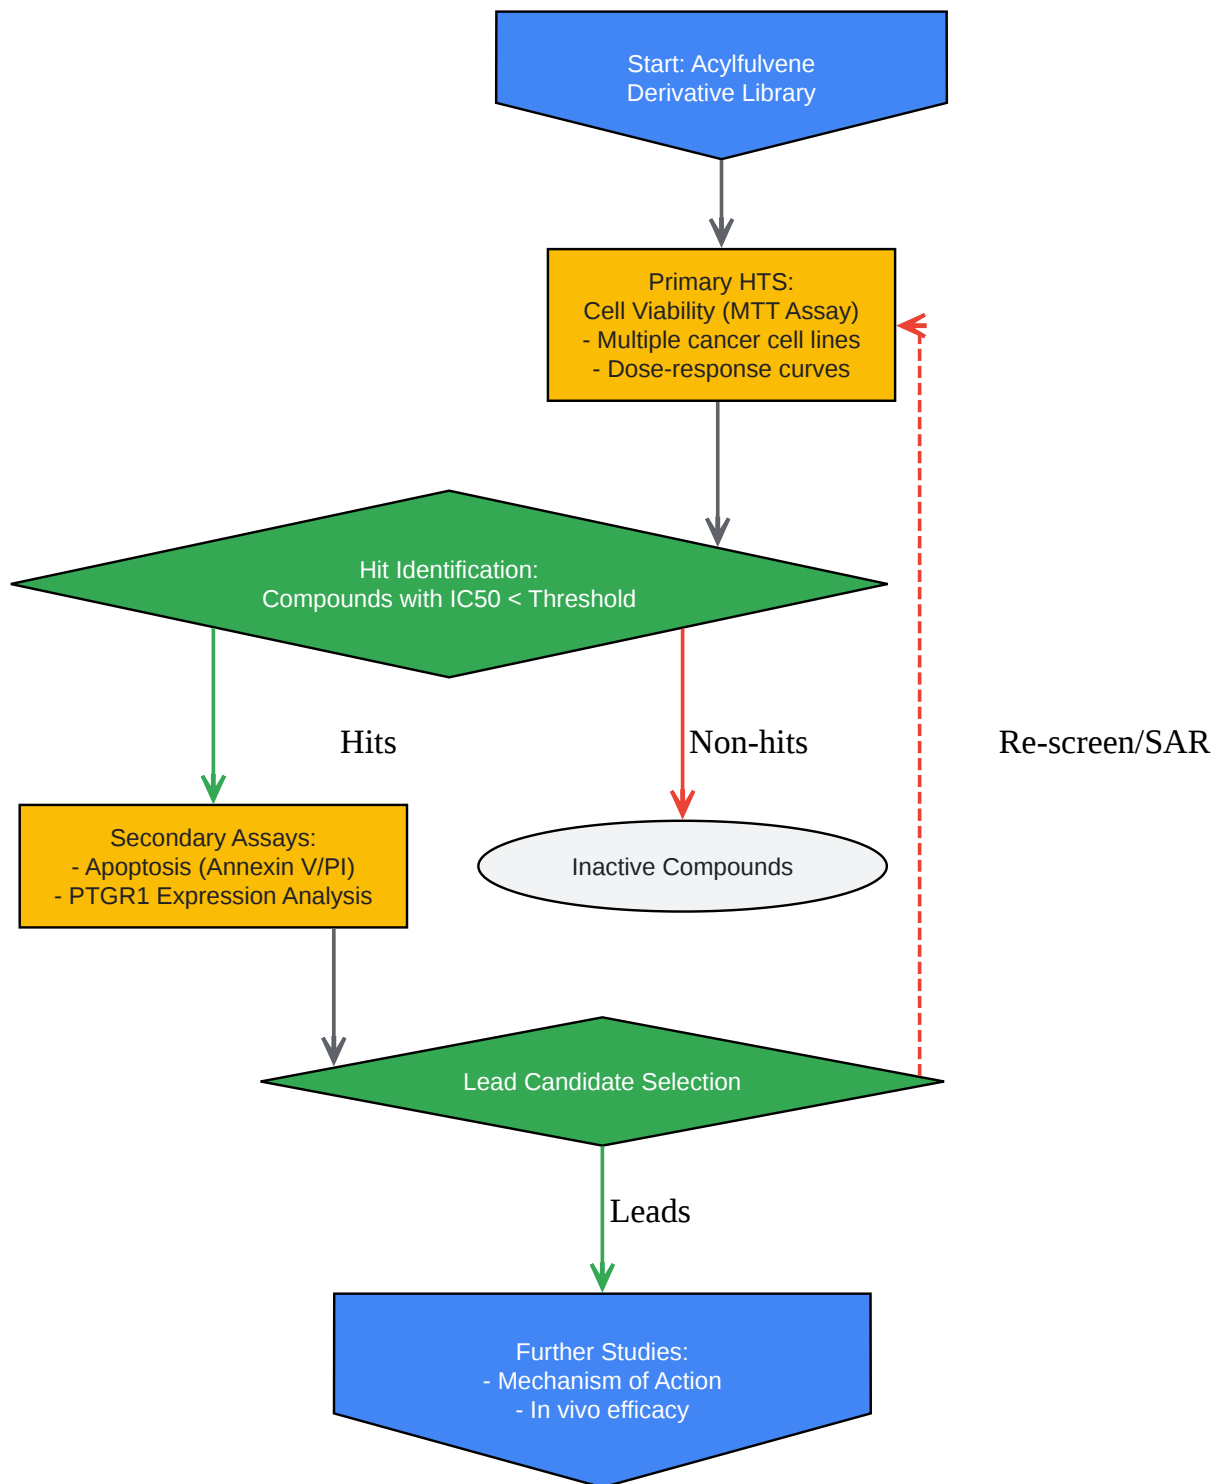 Start: Acylfulvene
Derivative Library
Primary HTS:
Cell Viability (MTT Assay)
- Multiple cancer cell lines
- Dose-response curves
Hit Identification:
Compounds with IC50 < Threshold
Hits
Non-hits
Re-screen/SAR
Secondary Assays:
- Apoptosis (Annexin V/PI)
- PTGR1 Expression Analysis
Inactive Compounds
Lead Candidate Selection
Leads
Further Studies:
- Mechanism of Action
- In vivo efficacy